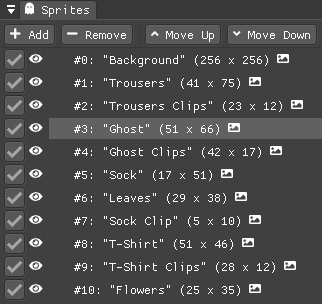 Sprites
Add Remove Move Up Move Down
#0: "Background" (256 x 256)
#1: "Trousers" (41 x 75)
#2: "Trousers Clips" (23 x 12)
#3: "Ghost" (51 x 66)
#4: "Ghost Clips" (42 x 17)
#5: "Sock" (17 x 51)
#6: "Leaves" (29 x 38)
#7: "Sock Clip" (5 x 10)
#8: "T-Shirt" (51 x 46)
#9: "T-Shirt Clips" (28 x 12)
#10: "Flowers" (25 x 35)